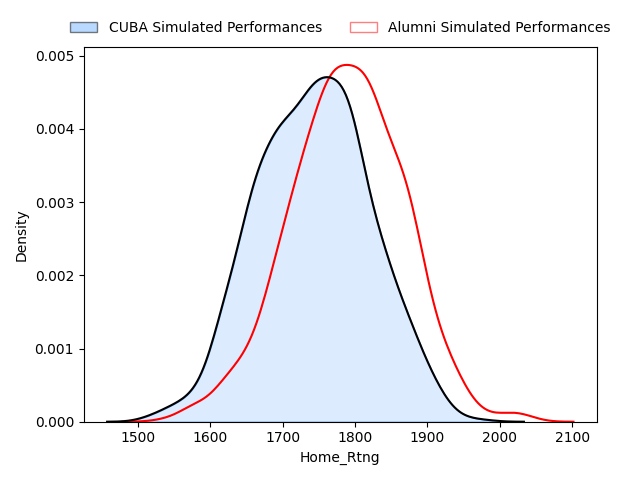 CUBA Simulated Performances Alumni Simulated Performances
0.005
0.004
0.003
0.002
0.001
0.000
Density
1500 1600 1700 1800 1900 2000 2100
Home_Rtng